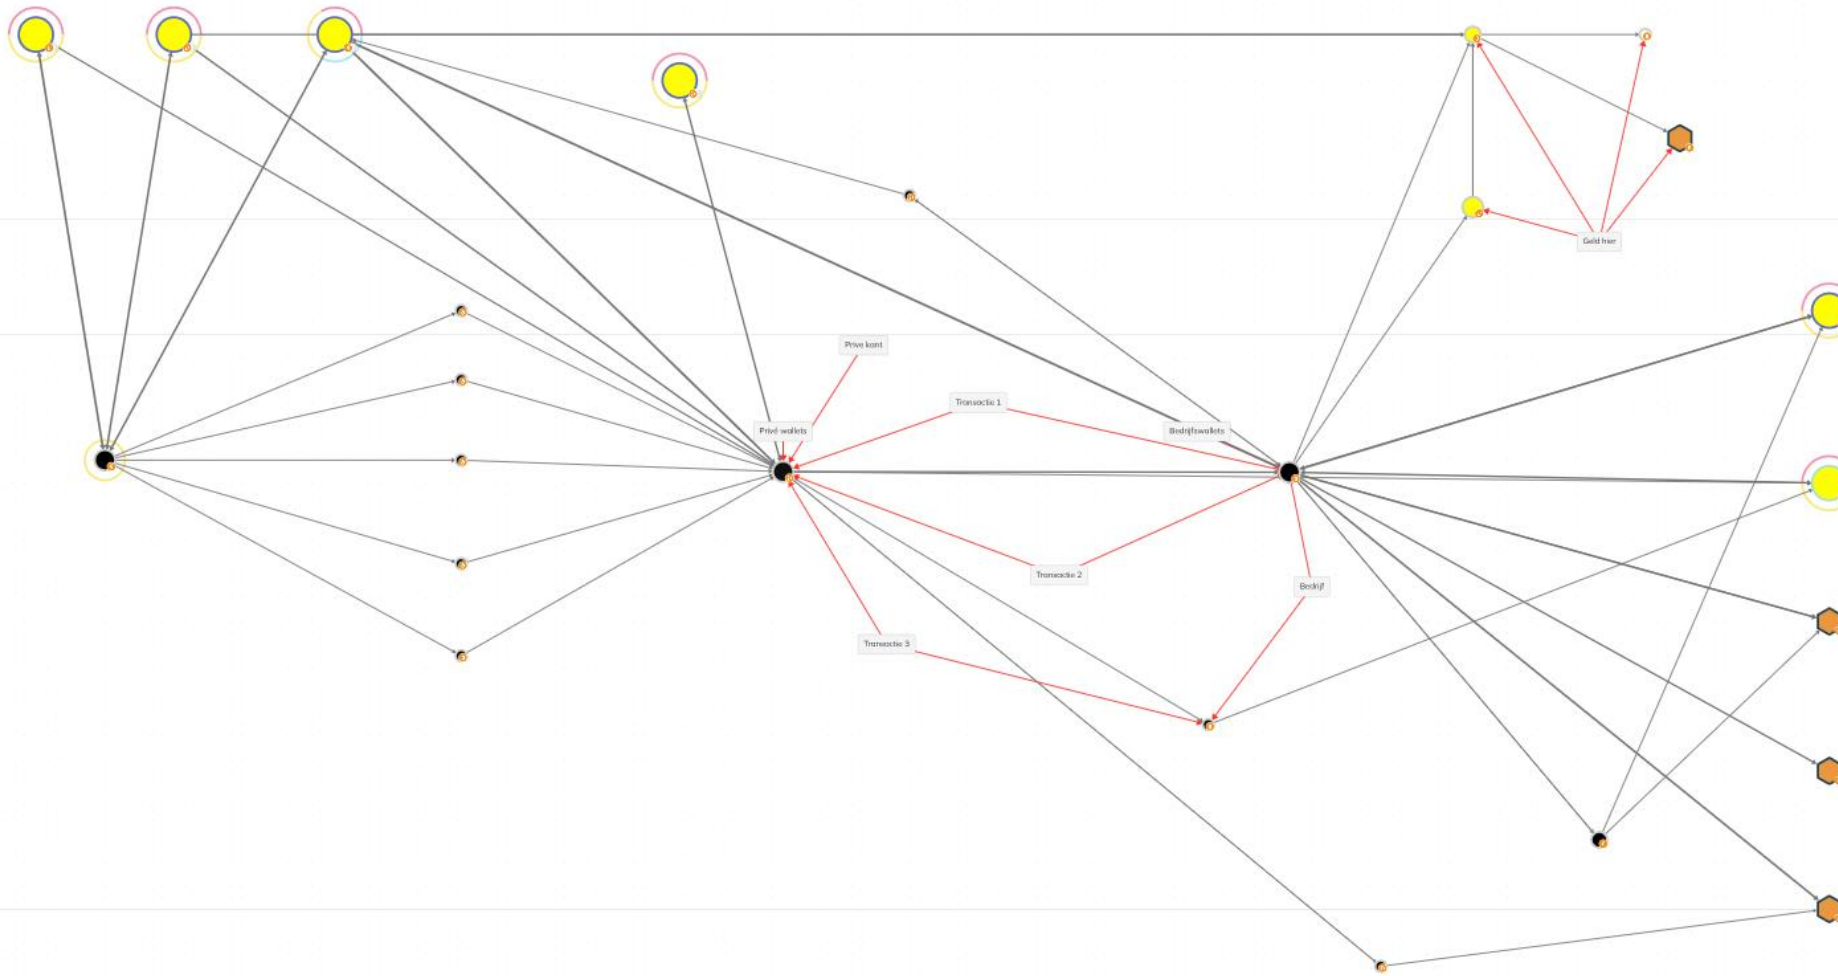 Geld hier
Prive kant
Transactie 1
Privé wallets
Bedrijfswallets
Transactie 2
Bedrijf
Transactie 3